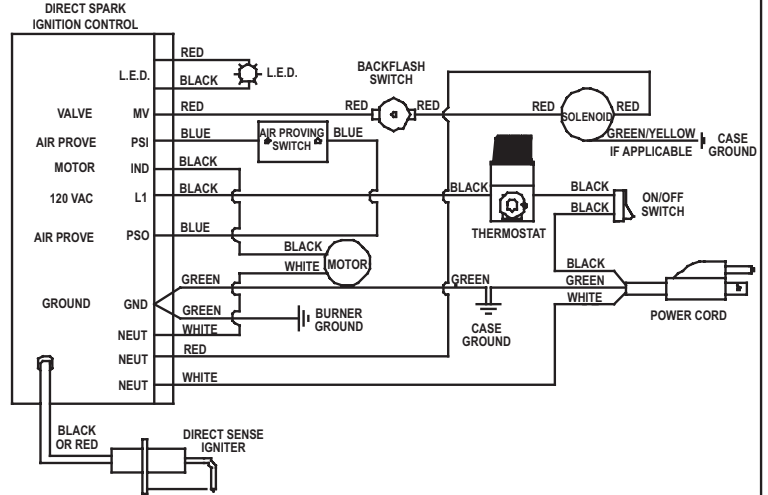 DIRECT SPARK
IGNITION CONTROL
RED
L.E.D.
L.E.D.
BLACK
BACKFLASH
SWITCH
VALVE
MV
RED
RED
RED
RED
SOLENOID
RED
GREEN/YELLOW
IF APPLICABLE
CASE
GROUND
AIR PROVE
PSI
BLUE
AIR PROVING
SWITCH
BLUE
MOTOR
IND
BLACK
120 VAC
L1
BLACK
BLACK
THERMOSTAT
BLACK
BLACK
ON/OFF
SWITCH
AIR PROVE
PSO
BLUE
BLACK
WHITE
MOTOR
BLACK
GREEN
WHITE
POWER CORD
GREEN
GREEN
GROUND
GND
GREEN
BURNER
GROUND
CASE
GROUND
NEUT
WHITE
NEUT
RED
NEUT
WHITE
BLACK
OR RED
DIRECT SENSE
IGNITER